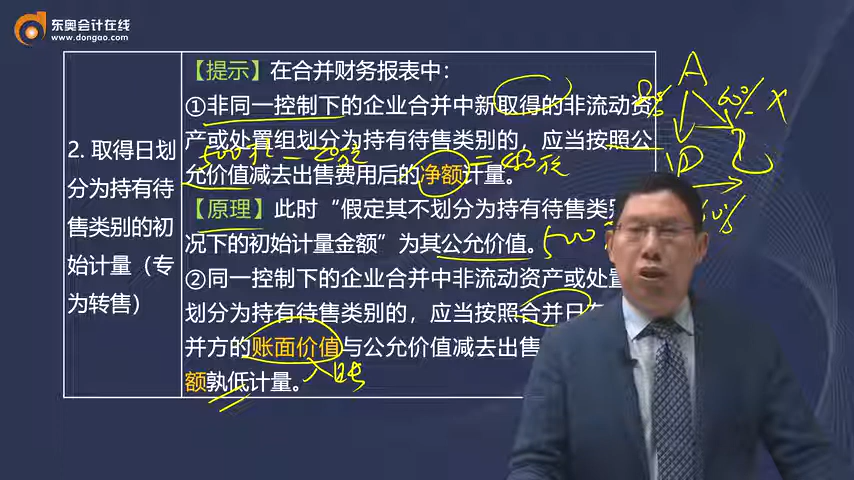 东奥会计在线
www.dongao.com
2. 取得日划
分为持有待
售类别的初
始计量（专
为转售）
【提示】在合并财务报表中：
①非同一控制下的企业合并中新取得的非流动资
产或处置组划分为持有待售类别的，应当按照公
允价值减去出售费用后的净额计量。
【原理】此时“假定其不划分为持有待售类别
况下的初始计量金额”为其公允价值。
②同一控制下的企业合并中非流动资产或处置
划分为持有待售类别的，应当按照合并日
并方的账面价值与公允价值减去出售
额孰低计量。
A
60%
500